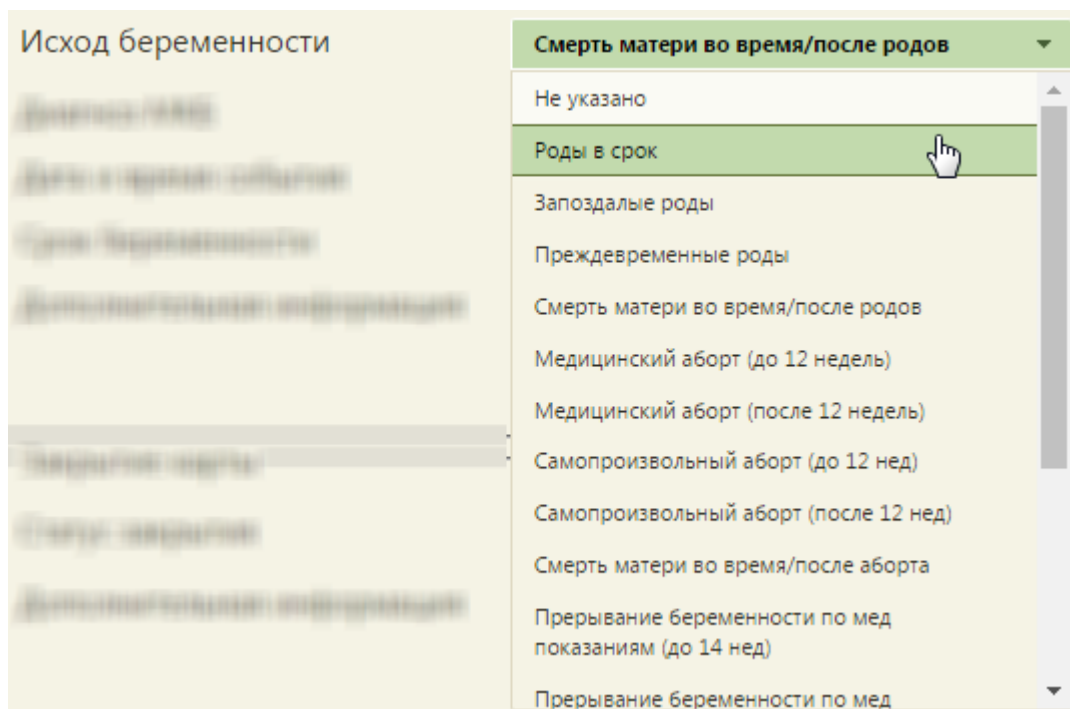 Исход беременности
Смерть матери во время/после родов
Не указано
Роды в срок
Запоздалые роды
Преждевременные роды
Смерть матери во время/после родов
Медицинский аборт (до 12 недель)
Медицинский аборт (после 12 недель)
Самопроизвольный аборт (до 12 нед)
Самопроизвольный аборт (после 12 нед)
Смерть матери во время/после аборта
Прерывание беременности по мед
показаниям (до 14 нед)
Прерывание беременности по мед